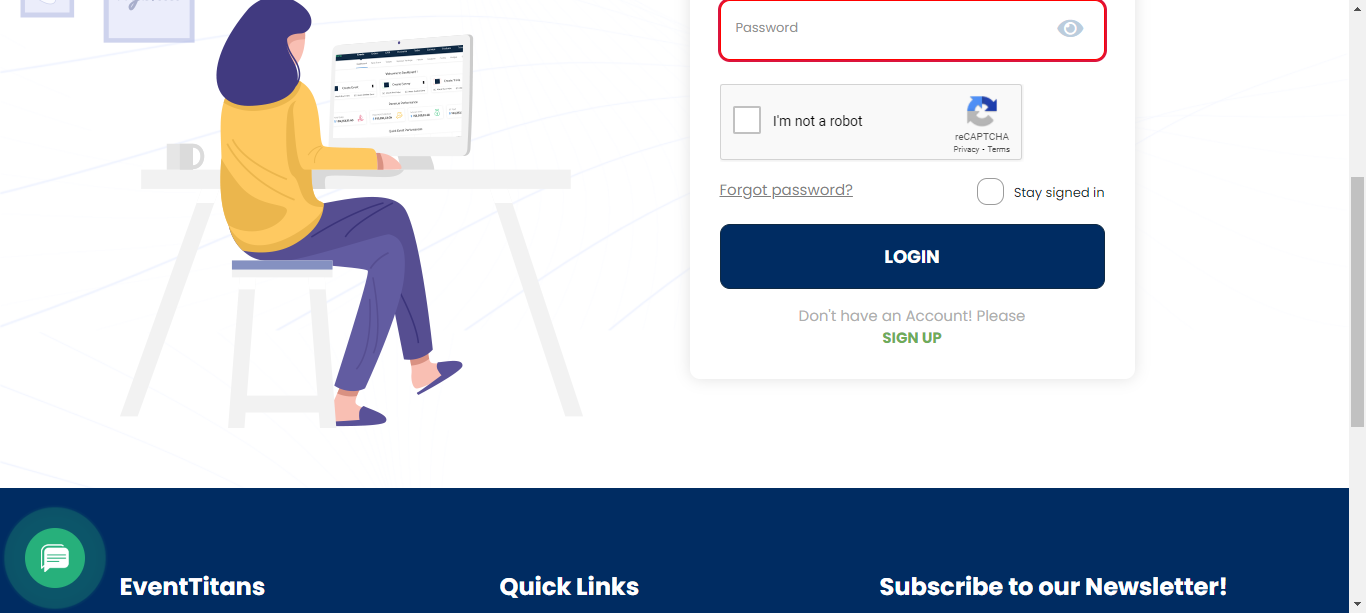 Password
I'm not a robot
reCAPTCHA
Privacy - Terms
Forgot password?
Stay signed in
LOGIN
Don't have an Account! Please
SIGN UP
EventTitans
Quick Links
Subscribe to our Newsletter!